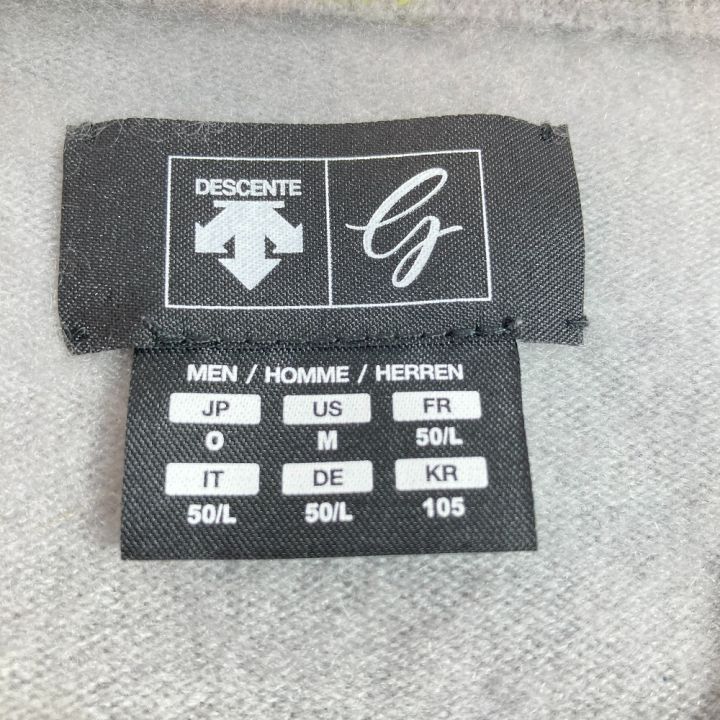 DESCENTE
G
MEN / HOMME / HERREN
JP US FR
O M 50/L
IT DE KR
50/L 50/L 105